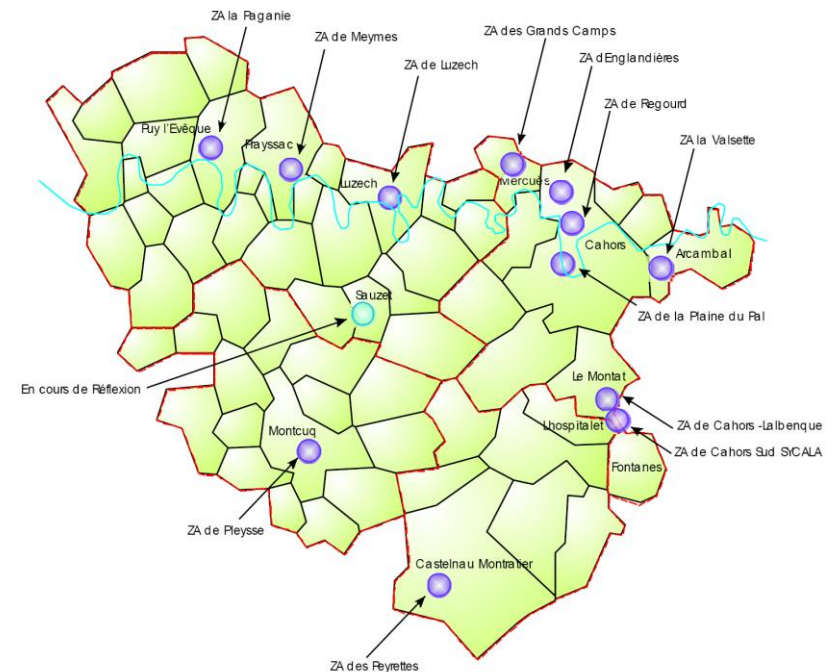 ZA la Paganie
ZA de Meymes
ZA des Grands Camps
ZA dEnglandières
ZA de Luzech
ZA de Regourd
ZA la Valsette
Puy l'Evêque
Prayssac
Luzech
Mercuès
Cahors
Arcambal
Sauzet
ZA de la Plaine du Pal
En cours de Réflexion
Le Montat
ZA de Cahors -Lalbenque
Lhospitalet
ZA de Cahors Sud SYCALA
Montcuq
Fontanes
ZA de Pleysse
Castelnau Montratier
ZA des Peyrettes